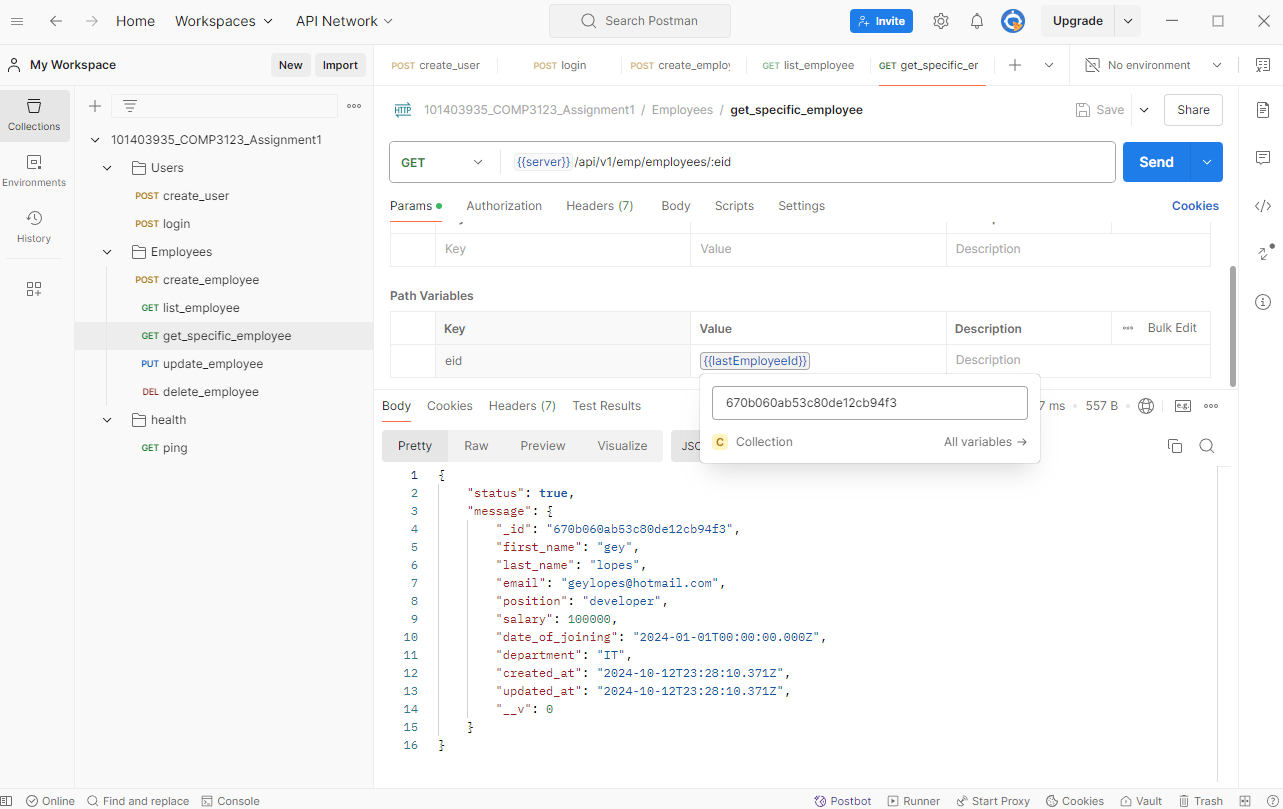 Home Workspaces API Network Search Postman Invite Upgrade
My Workspace New Import POST create_user POST login POST create_employ GET list_employee GET get_specific_er No environment
Collections
Environments
History
101403935_COMP3123_Assignment1
Users
POST create_user
POST login
Employees
POST create_employee
GET list_employee
GET get_specific_employee
PUT update_employee
DEL delete_employee
health
GET ping
HTTP 101403935_COMP3123_Assignment1 / Employees / get_specific_employee Save Share
GET {{server}} /api/v1/emp/employees/:eid Send
Params Authorization Headers (7) Body Scripts Settings Cookies
Key Value Description
Path Variables
Key Value Description Bulk Edit
eid {{lastEmployeeId}} Description
670b060ab53c80de12cb94f3
C Collection All variables →
Body Cookies Headers (7) Test Results 7 ms 557 B e.g.
Pretty Raw Preview Visualize JSC
1 {
2 "status": true,
3 "message": {
4 "_id": "670b060ab53c80de12cb94f3",
5 "first_name": "gey",
6 "last_name": "lopes",
7 "email": "geylopes@hotmail.com",
8 "position": "developer",
9 "salary": 100000,
10 "date_of_joining": "2024-01-01T00:00:00.000Z",
11 "department": "IT",
12 "created_at": "2024-10-12T23:28:10.371Z",
13 "updated_at": "2024-10-12T23:28:10.371Z",
14 "__v": 0
15 }
16 }
Online Find and replace Console Postbot Runner Start Proxy Cookies Vault Trash